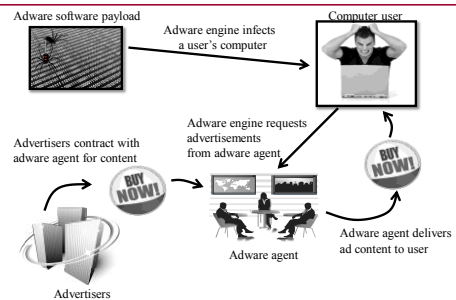 Adware software payload
Adware engine infects
a user's computer
Computer user
Adware engine requests
advertisements
from adware agent
Advertisers contract with
adware agent for content
BUY
NOW!
BUY
NOW!
Adware agent delivers
ad content to user
Adware agent
Advertisers